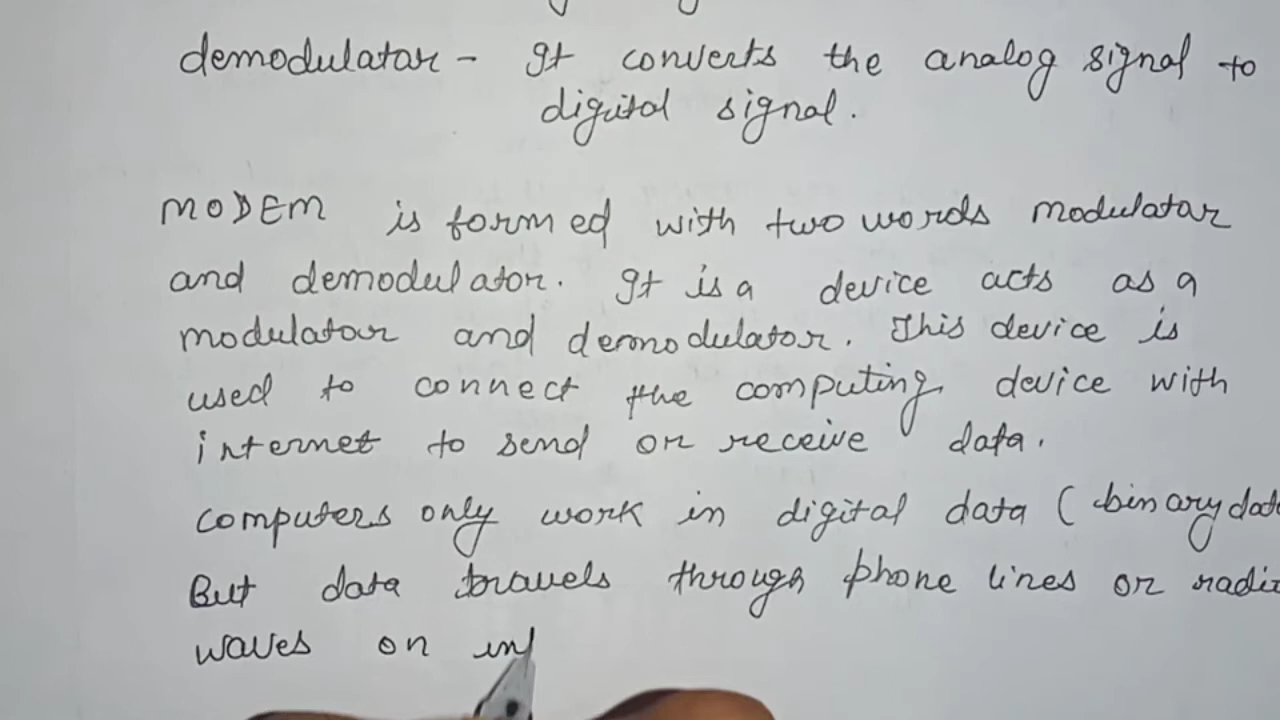 demodulatar - It converts the analog signal to
digital signal.
MODEM is formed with two words modulatar
and demodulator. It is a device acts as a
modulatar and demodulator. This device is
used to connect the computing device with
internet to send or receive data.
Computers only work in digital data (binary dat
But data travels through phone lines or radi
waves on in